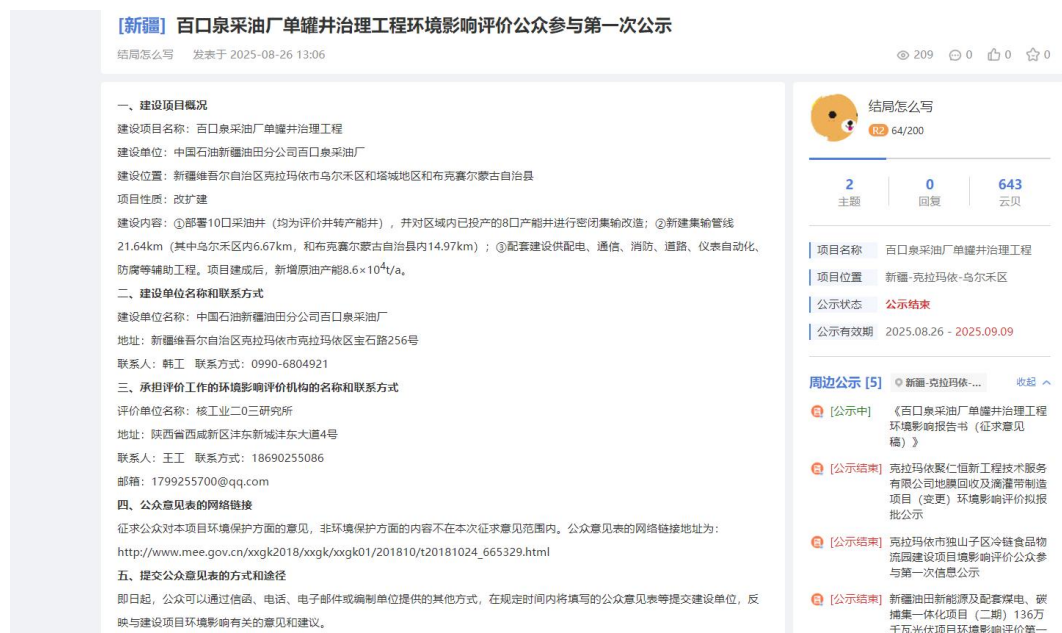 [新疆] 百口泉采油厂单罐井治理工程环境影响评价公众参与第一次公示
结局怎么写 发表于 2025-08-26 13:06
209 0 0 0
一、建设项目概况
建设项目名称：百口泉采油厂单罐井治理工程
建设单位：中国石油新疆油田分公司百口泉采油厂
建设位置：新疆维吾尔自治区克拉玛依市乌尔禾区和塔城地区和布克赛尔蒙古自治县
项目性质：改扩建
建设内容：①部署10口采油井（均为评价井转产能井），并对区域内已投产的8口产能井进行密闭集输改造；②新建集输管线
21.64km（其中乌尔禾区内6.67km，和布克赛尔蒙古自治县内14.97km）；③配套建设供配电、通信、消防、道路、仪表自动化、
防腐等辅助工程。项目建成后，新增原油产能8.6×10⁴t/a。
二、建设单位名称和联系方式
建设单位名称：中国石油新疆油田分公司百口泉采油厂
地址：新疆维吾尔自治区克拉玛依市克拉玛依区宝石路256号
联系人：韩工 联系方式：0990-6804921
三、承担评价工作的环境影响评价机构的名称和联系方式
评价单位名称：核工业二0三研究所
地址：陕西省西咸新区沣东新城沣东大道4号
联系人：王工 联系方式：18690255086
邮箱：1799255700@qq.com
四、公众意见表的网络链接
征求公众对本项目环境保护方面的意见，非环境保护方面的内容不在本次征求意见范围内。公众意见表的网络链接地址为：
http://www.mee.gov.cn/xxgk2018/xxgk/xxgk01/201810/t20181024_665329.html
五、提交公众意见表的方式和途径
即日起，公众可以通过信函、电话、电子邮件或编制单位提供的其他方式，在规定时间内将填写的公众意见表等提交建设单位，反
映与建设项目环境影响有关的意见和建议。
结局怎么写
R2 64/200
2 0 643
主题 回复 云贝
项目名称 百口泉采油厂单罐井治理工程
项目位置 新疆-克拉玛依-乌尔禾区
公示状态 公示结束
公示有效期 2025.08.26 - 2025.09.09
周边公示 [5] 新疆-克拉玛依-... 收起
[公示中] 《百口泉采油厂单罐井治理工程
环境影响报告书（征求意见
稿）》
[公示结束] 克拉玛依聚仁恒新工程技术服务
有限公司地膜回收及滴灌带制造
项目（变更）环境影响评价拟报
批公示
[公示结束] 克拉玛依市独山子区冷链食品物
流园建设项目境影响评价公众参
与第一次信息公示
[公示结束] 新疆油田新能源及配套煤电、碳
捕集一体化项目（二期）136万
千瓦光伏项目环境影响评价第一